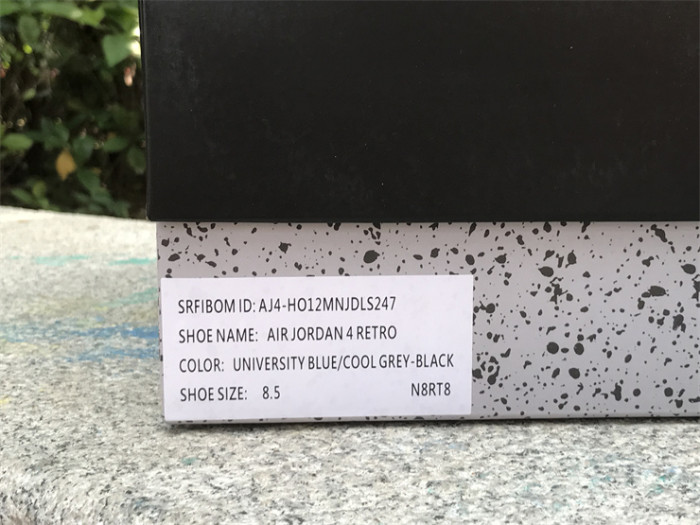 SRFIBOM ID: AJ4-HO12MNJDLS247
SHOE NAME: AIR JORDAN 4 RETRO
COLOR: UNIVERSITY BLUE/COOL GREY-BLACK
SHOE SIZE: 8.5 N8RT8